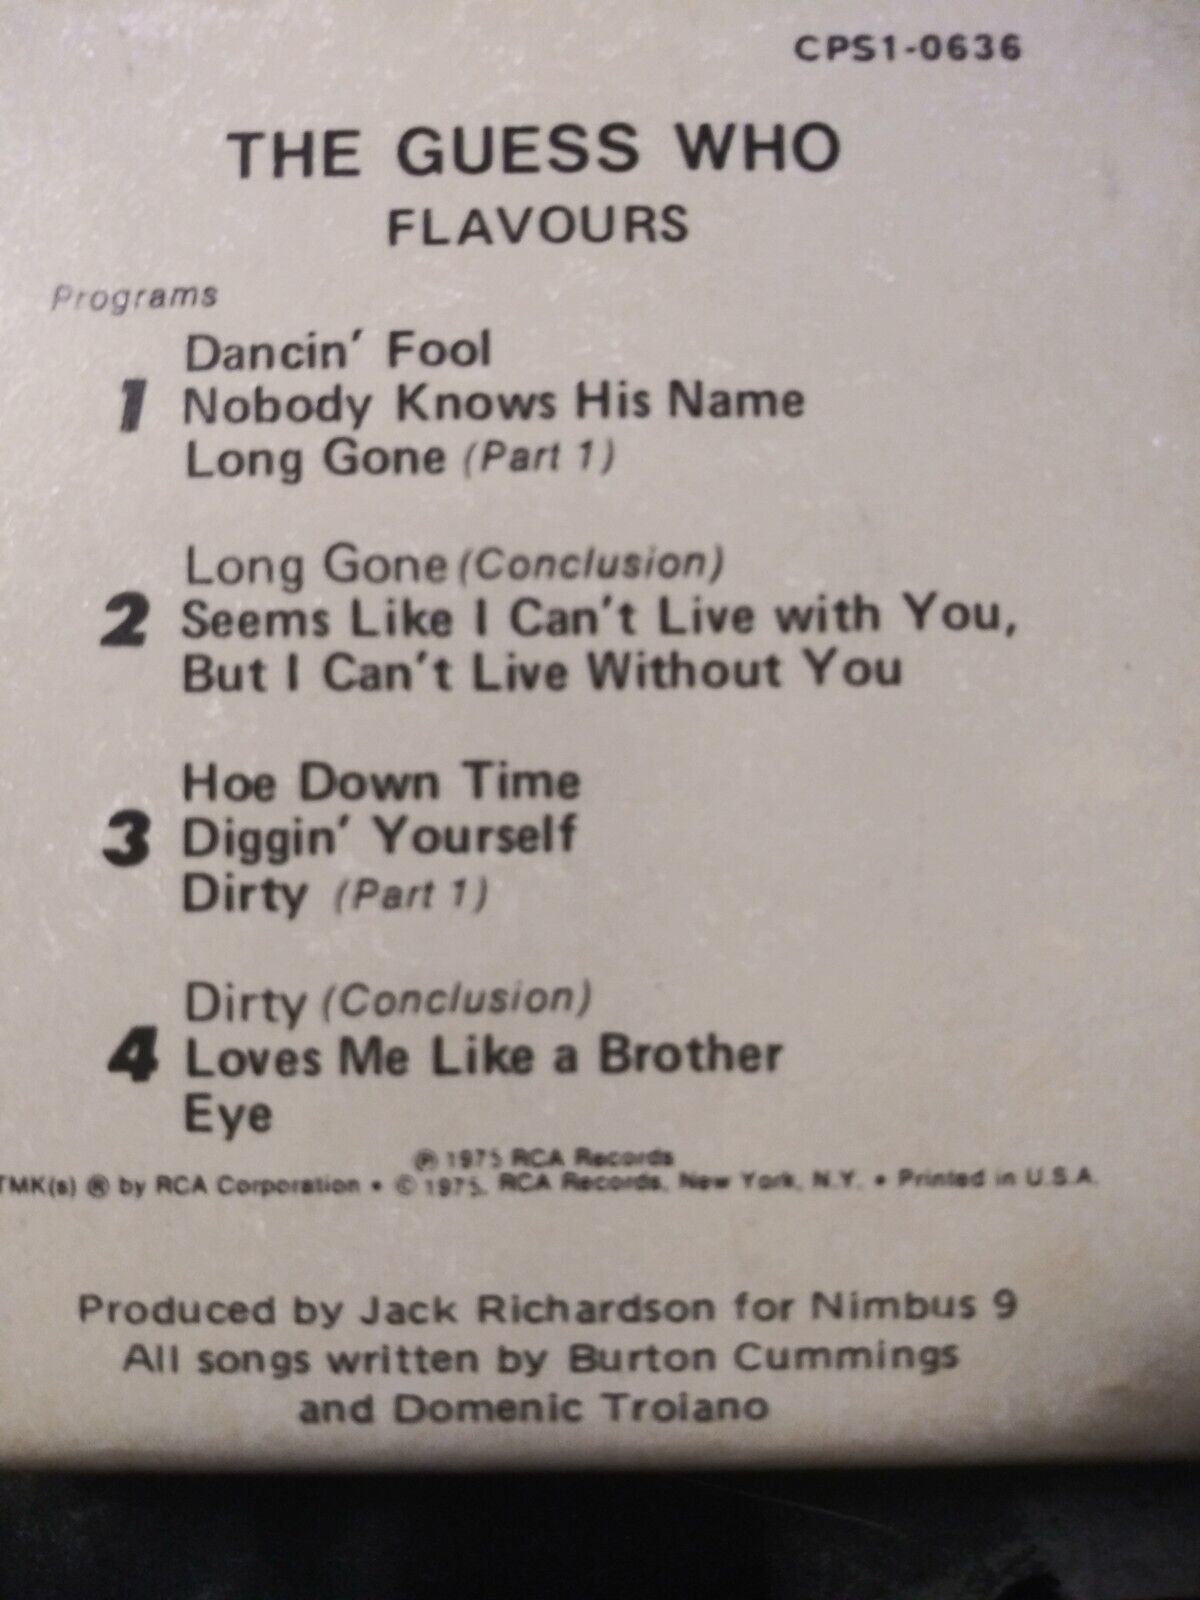 CPS1-0636
THE GUESS WHO
FLAVOURS
Programs
Dancin' Fool
1 Nobody Knows His Name
Long Gone (Part 1)
Long Gone (Conclusion)
2 Seems Like I Can't Live with You,
But I Can't Live Without You
Hoe Down Time
3 Diggin' Yourself
Dirty (Part 1)
Dirty (Conclusion)
4 Loves Me Like a Brother
Eye
℗ 1975 RCA Records
TMK(s) ® by RCA Corporation • © 1975, RCA Records, New York, N.Y. • Printed in U.S.A.
Produced by Jack Richardson for Nimbus 9
All songs written by Burton Cummings
and Domenic Troiano